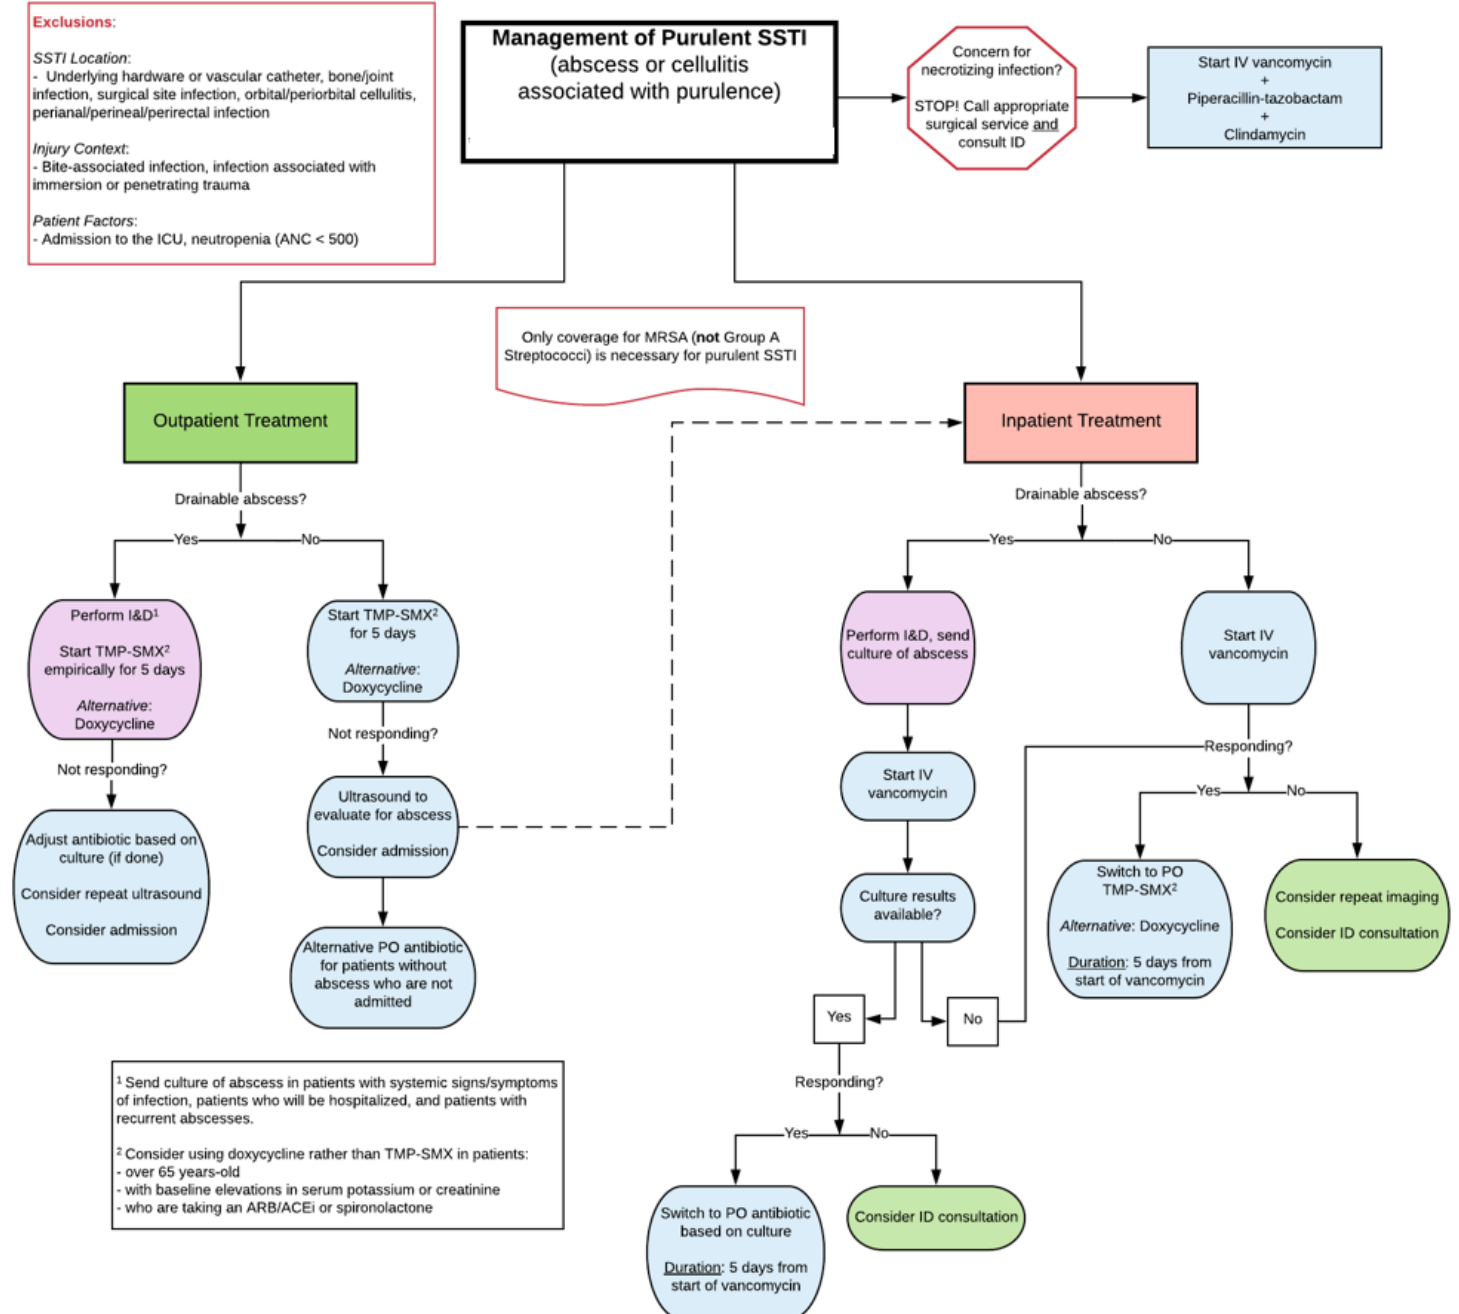 Exclusions:
SSTI Location:
- Underlying hardware or vascular catheter, bone/joint
infection, surgical site infection, orbital/periorbital cellulitis,
perianal/perineal/perirectal infection
Injury Context:
- Bite-associated infection, infection associated with
immersion or penetrating trauma
Patient Factors:
- Admission to the ICU, neutropenia (ANC < 500)
Management of Purulent SSTI
(abscess or cellulitis
associated with purulence)
Concern for
necrotizing infection?
STOP! Call appropriate
surgical service and
consult ID
Start IV vancomycin
+
Piperacillin-tazobactam
+
Clindamycin
Only coverage for MRSA (not Group A
Streptococci) is necessary for purulent SSTI
Outpatient Treatment
Drainable abscess?
Yes
No
Perform I&D¹
Start TMP-SMX²
empirically for 5 days
Alternative:
Doxycycline
Not responding?
Adjust antibiotic based on
culture (if done)
Consider repeat ultrasound
Consider admission
Start TMP-SMX²
for 5 days
Alternative:
Doxycycline
Not responding?
Ultrasound to
evaluate for abscess
Consider admission
Alternative PO antibiotic
for patients without
abscess who are not
admitted
Inpatient Treatment
Drainable abscess?
Yes
No
Perform I&D, send
culture of abscess
Start IV
vancomycin
Culture results
available?
Yes
No
Responding?
Yes
No
Switch to PO antibiotic
based on culture
Duration: 5 days from
start of vancomycin
Consider ID consultation
Start IV
vancomycin
Responding?
Yes
No
Switch to PO
TMP-SMX²
Alternative: Doxycycline
Duration: 5 days from
start of vancomycin
Consider repeat imaging
Consider ID consultation
¹ Send culture of abscess in patients with systemic signs/symptoms
of infection, patients who will be hospitalized, and patients with
recurrent abscesses.
² Consider using doxycycline rather than TMP-SMX in patients:
- over 65 years-old
- with baseline elevations in serum potassium or creatinine
- who are taking an ARB/ACEi or spironolactone